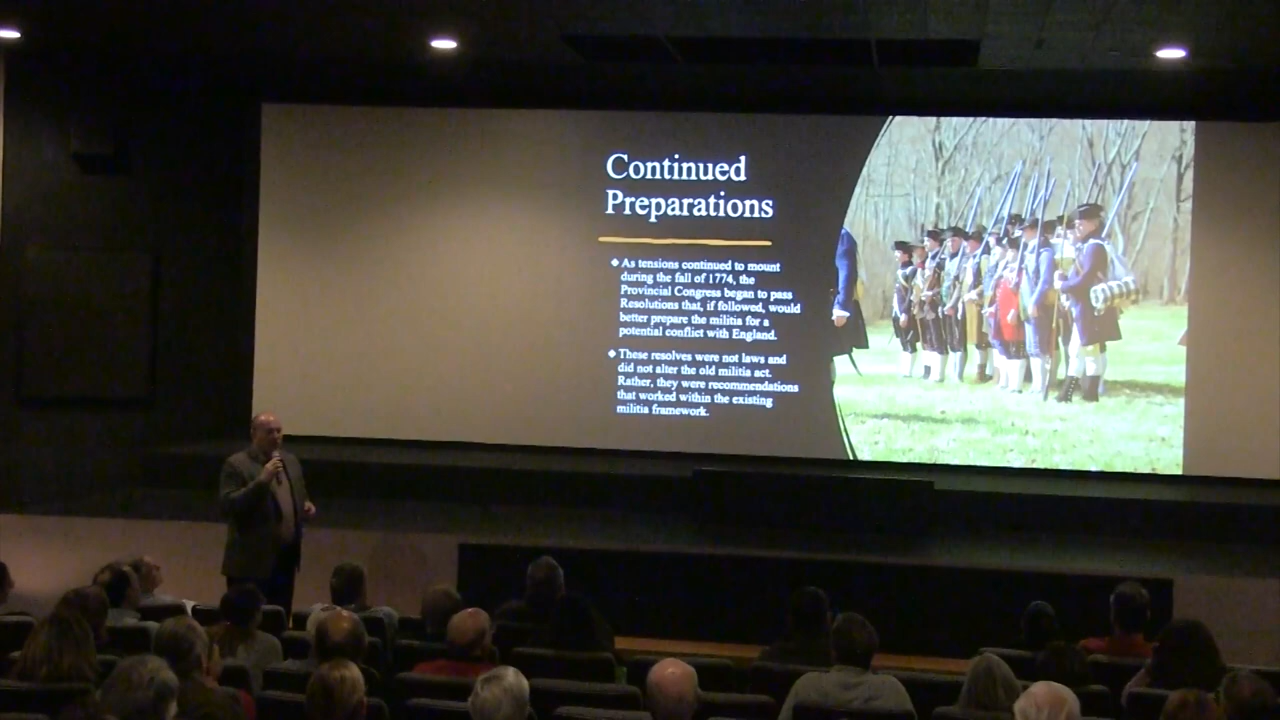 Continued
Preparations
❖ As tensions continued to mount
during the fall of 1774, the
Provincial Congress began to pass
Resolutions that, if followed, would
better prepare the militia for a
potential conflict with England.
❖ These resolves were not laws and
did not alter the old militia act.
Rather, they were recommendations
that worked within the existing
militia framework.